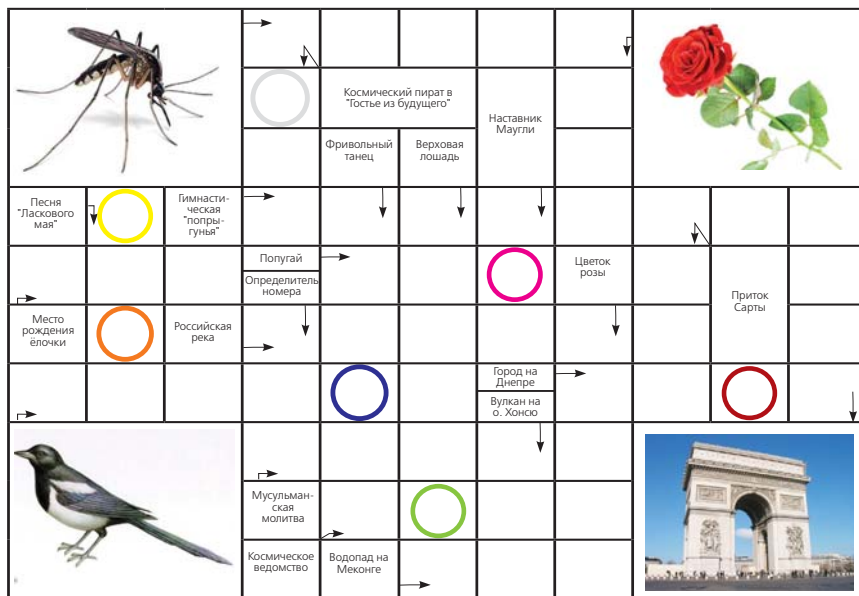 Космический пират в
"Гостье из будущего"
Наставник
Маугли
Фривольный
танец
Верховая
лошадь
Песня
"Ласкового
мая"
Гимнасти-
ческая
"попры-
гунья"
Попугай
Определитель
номера
Цветок
розы
Приток
Сарты
Место
рождения
ёлочки
Российская
река
Город на
Днепре
Вулкан на
о. Хонсю
Мусульман-
ская
молитва
Космическое
ведомство
Водопад на
Меконге